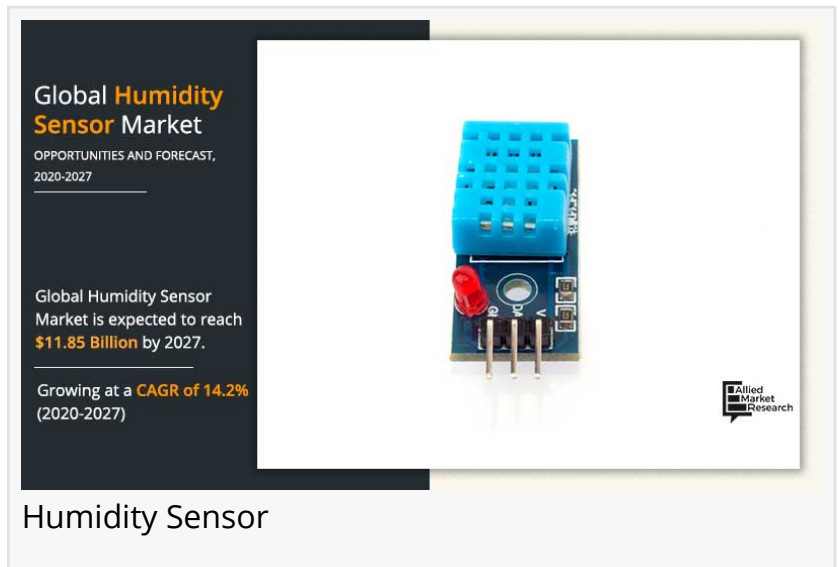 Global Humidity
Sensor Market
OPPORTUNITIES AND FORECAST,
2020-2027
Global Humidity Sensor
Market is expected to reach
$11.85 Billion by 2027.
Growing at a CAGR of 14.2%
(2020-2027)
DA
V
Allied
Market
Research
Humidity Sensor